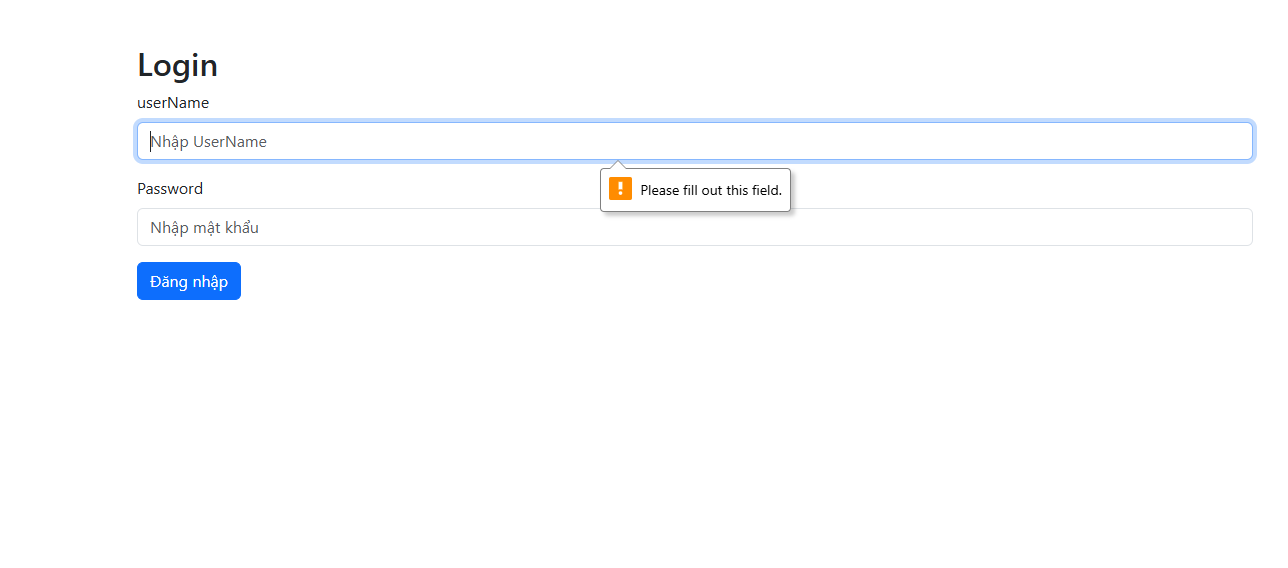 Login
userName
Nhập UserName
Please fill out this field.
Password
Nhập mật khẩu
Đăng nhập